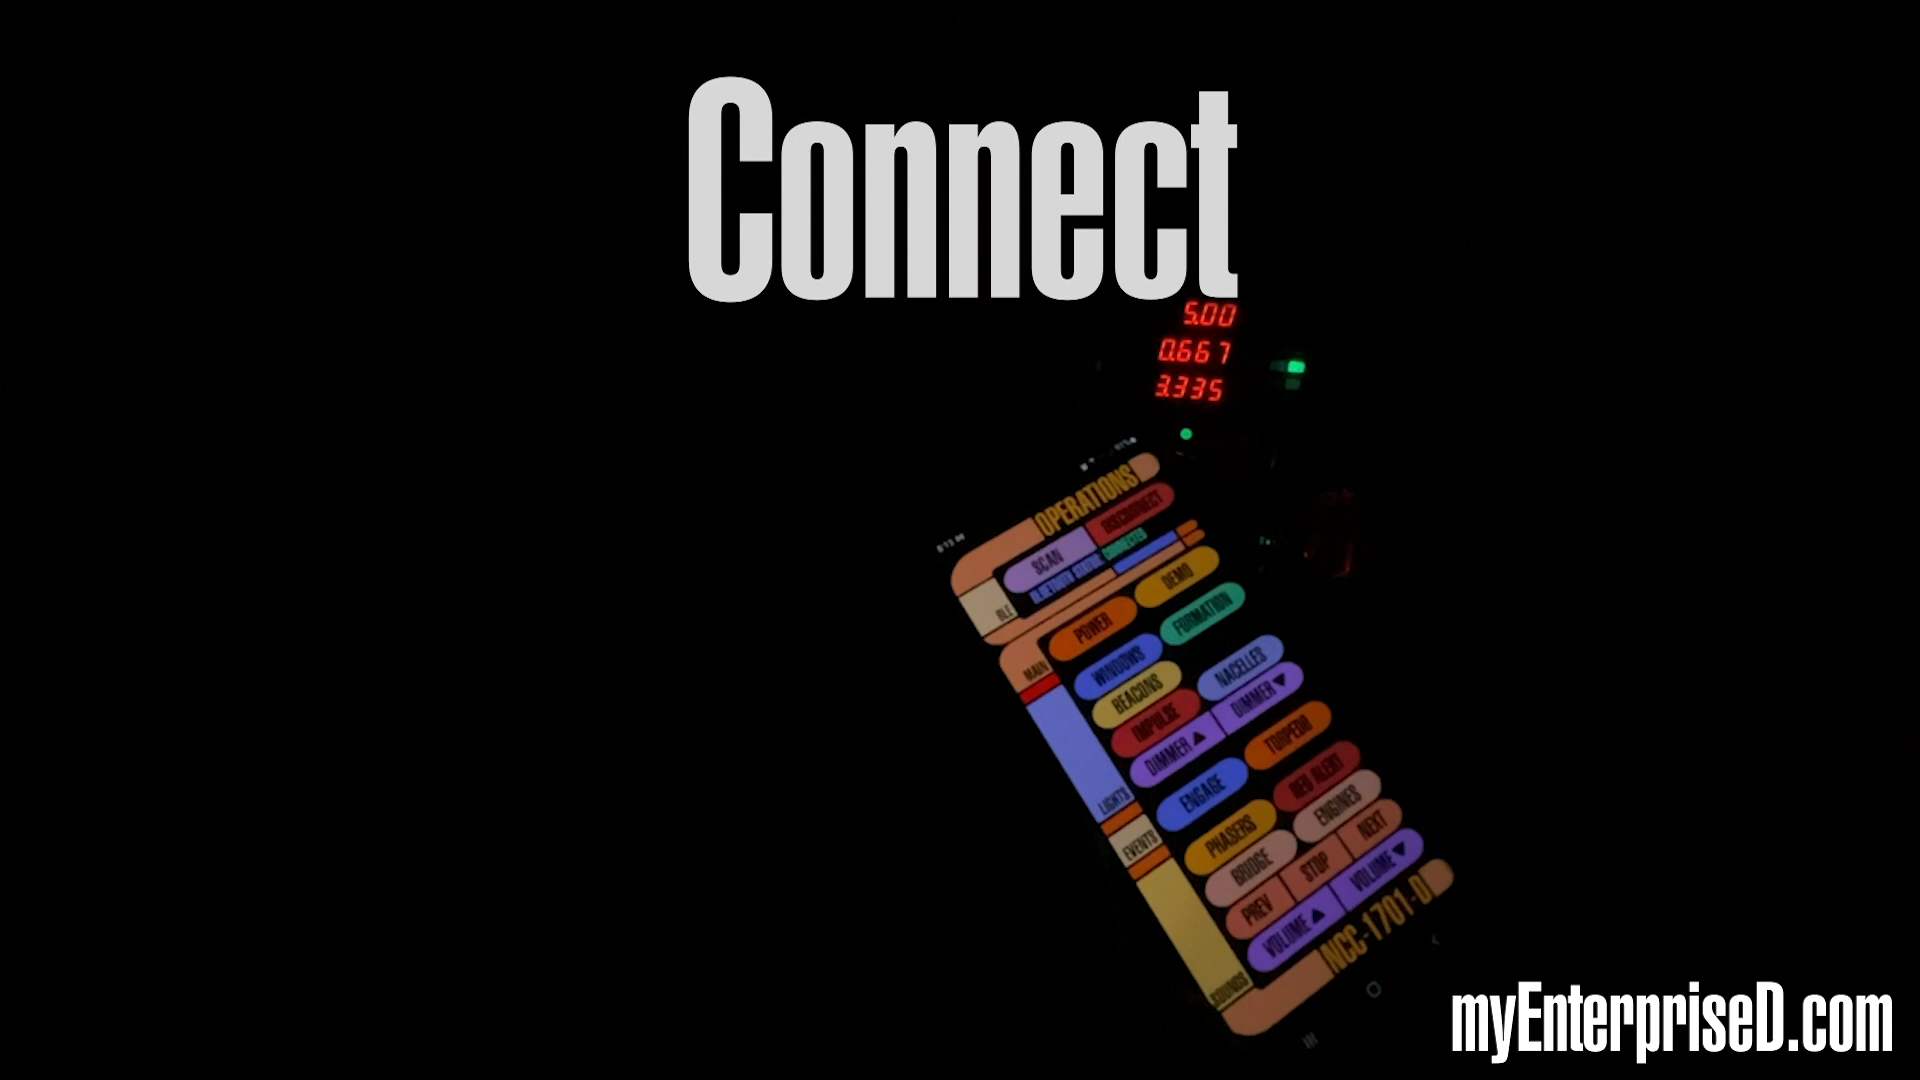 Connect
5.00
0.667
3.335
OPERATIONS
SCAN
DISCONNECT
BLE
CONNECTED
DEMO
POWER
FORMATION
MAIN
WINDOWS
NACELLES
BEACONS
IMPULSE
DIMMER▲
DIMMER▼
LIGHTS
TORPEDO
ENGAGE
EVENTS
RED ALERT
PHASERS
ENGINES
BRIDGE
PREV
STOP
NEXT
VOLUME▲
VOLUME▼
SOUNDS
NCC-1701-D
myEnterpriseD.com